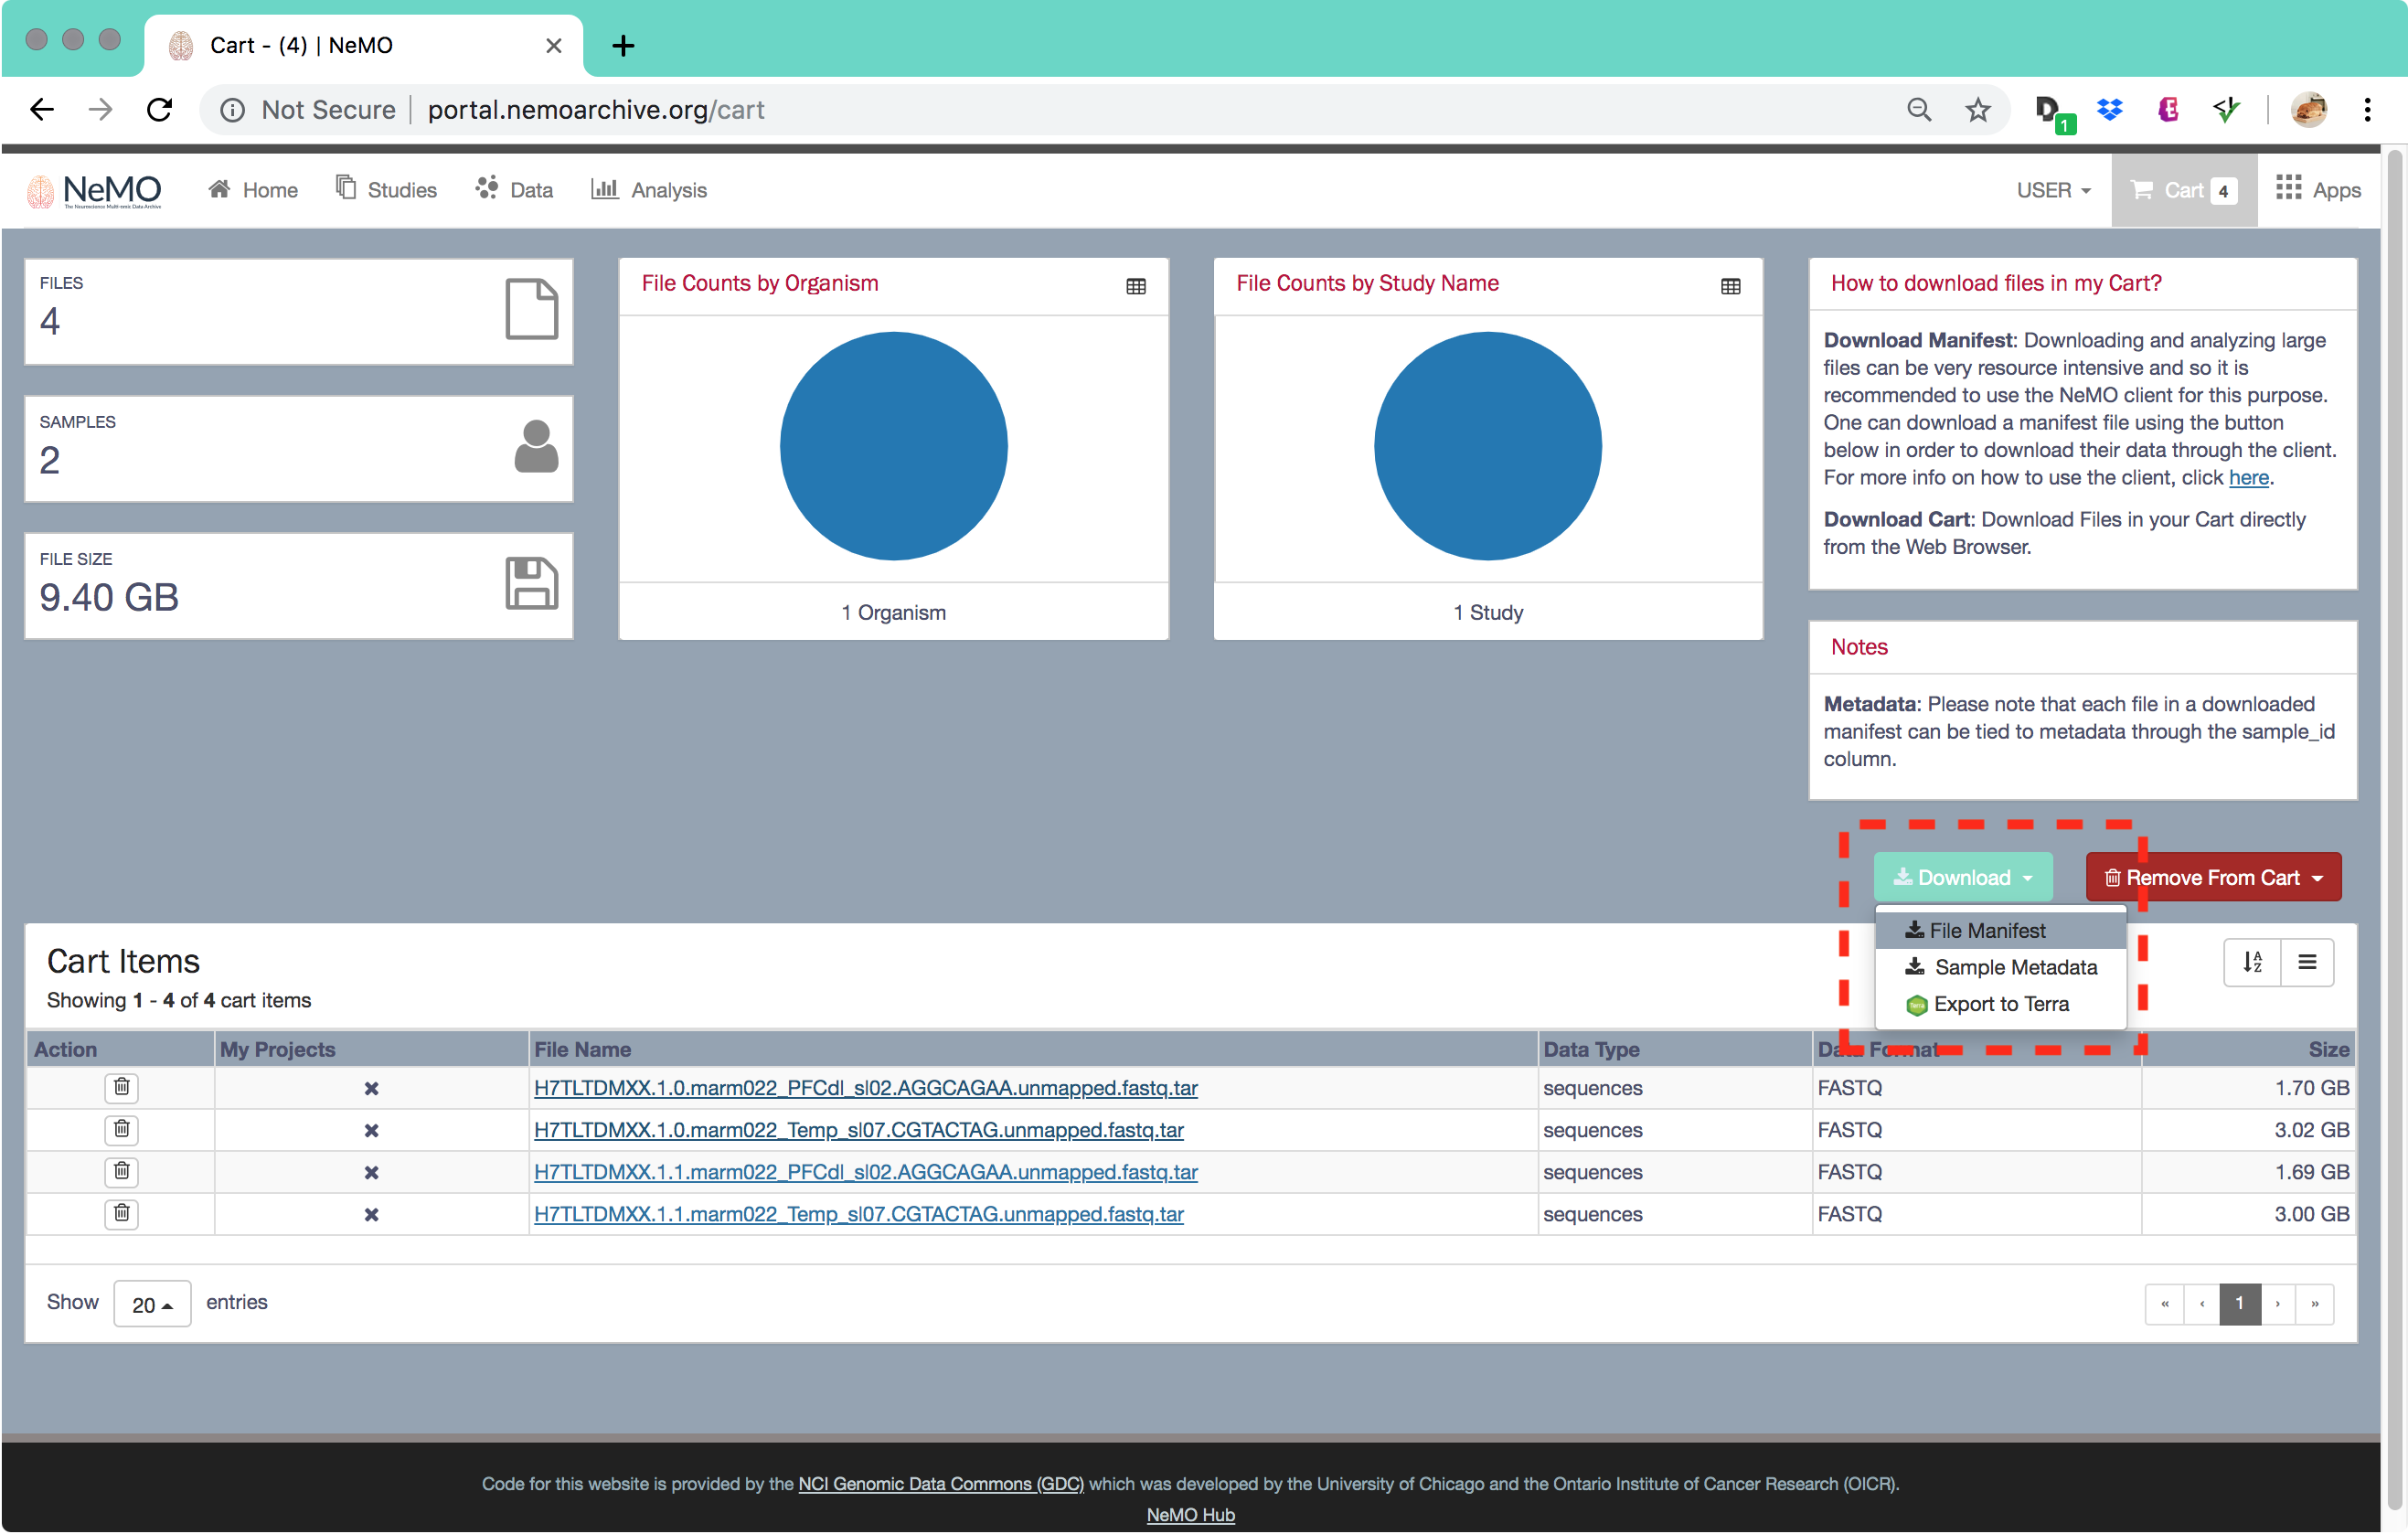 Cart - (4) | NeMO
Not Secure | portal.nemoarchive.org/cart
1
NeMO
The Neuroscience Multi-omic Data Archive
Home
Studies
Data
Analysis
USER
Cart 4
Apps
FILES
4
SAMPLES
2
FILE SIZE
9.40 GB
File Counts by Organism
1 Organism
File Counts by Study Name
1 Study
How to download files in my Cart?
Download Manifest: Downloading and analyzing large
files can be very resource intensive and so it is
recommended to use the NeMO client for this purpose.
One can download a manifest file using the button
below in order to download their data through the client.
For more info on how to use the client, click here.
Download Cart: Download Files in your Cart directly
from the Web Browser.
Notes
Metadata: Please note that each file in a downloaded
manifest can be tied to metadata through the sample_id
column.
Download
Remove From Cart
File Manifest
Sample Metadata
Export to Terra
Cart Items
Showing 1 - 4 of 4 cart items
Action My Projects File Name Data Type Data Format Size
H7TLTDMXX.1.0.marm022_PFCdl_sl02.AGGCAGAA.unmapped.fastq.tar sequences FASTQ 1.70 GB
H7TLTDMXX.1.0.marm022_Temp_sl07.CGTACTAG.unmapped.fastq.tar sequences FASTQ 3.02 GB
H7TLTDMXX.1.1.marm022_PFCdl_sl02.AGGCAGAA.unmapped.fastq.tar sequences FASTQ 1.69 GB
H7TLTDMXX.1.1.marm022_Temp_sl07.CGTACTAG.unmapped.fastq.tar sequences FASTQ 3.00 GB
Show 20 entries
« ‹ 1 › »
Code for this website is provided by the NCI Genomic Data Commons (GDC) which was developed by the University of Chicago and the Ontario Institute of Cancer Research (OICR).
NeMO Hub